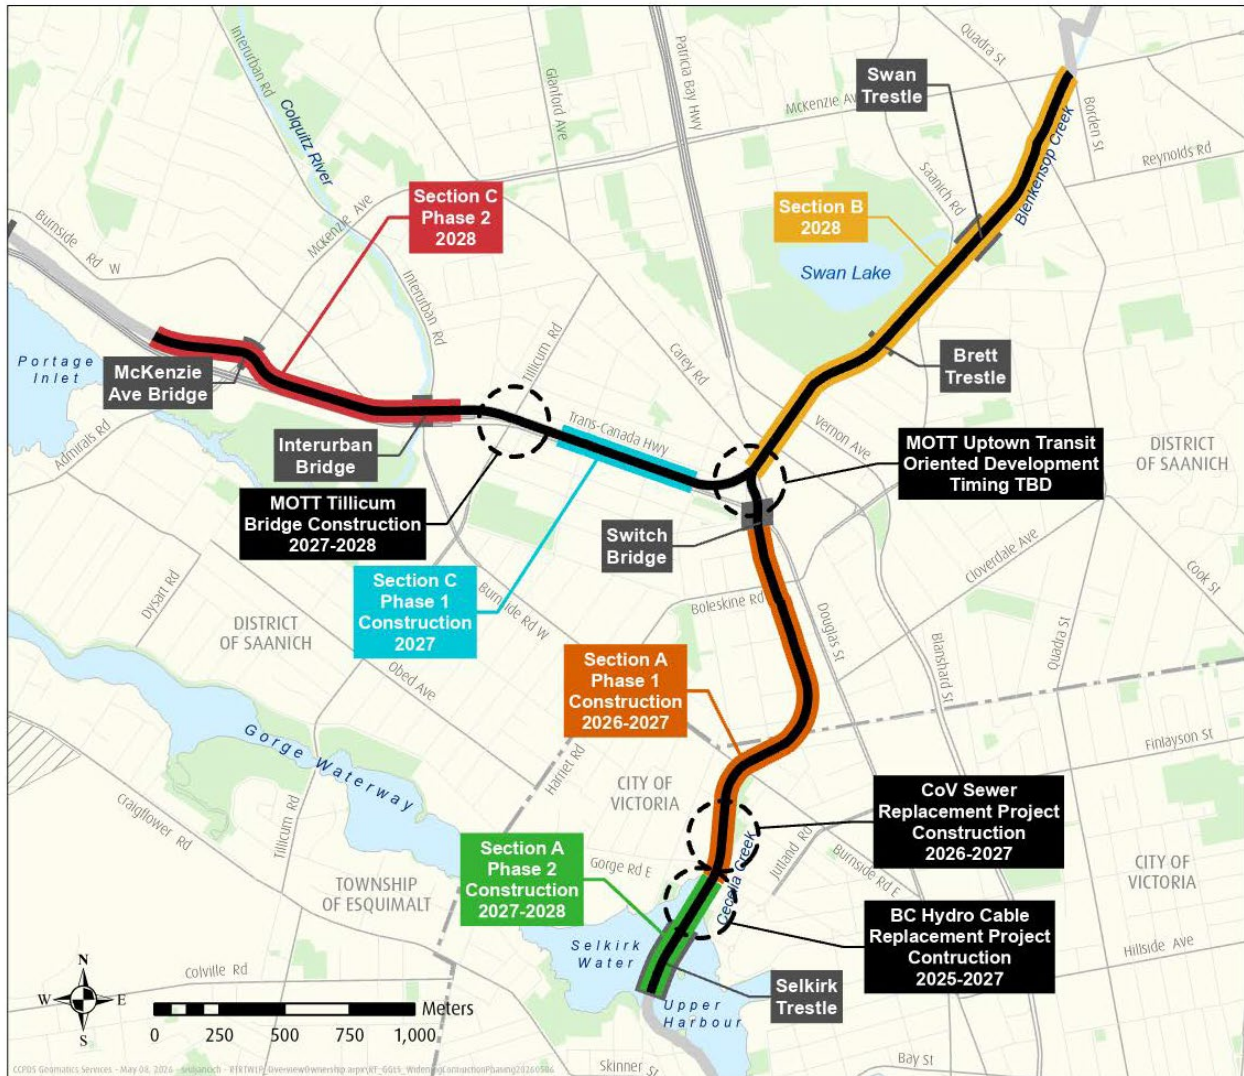 Quadra St
Interurban Rd
Colquitz River
Glanford Ave
Patricia Bay Hwy
McKenzie Ave
Swan
Trestle
Borden St
Reynolds Rd
Blenkensop Creek
Saanich Rd
McKenzie Ave
Section C
Phase 2
2028
Section B
2028
Burnside
Rd W
Swan Lake
Interurban Rd
Tillicum Rd
Carey Rd
Portage
Inlet
McKenzie
Ave Bridge
Brett
Trestle
Trans-Canada HWY
Vernon Ave
Admirals Rd
Interurban
Bridge
MOTT Uptown Transit
Oriented Development
Timing TBD
DISTRICT
OF SAANICH
MOTT Tillicum
Bridge Construction
2027-2028
Switch
Bridge
Cloverdale Ave
Cook St
Dysart Rd
Section C
Phase 1
Construction
2027
Burnside Rd W
Boleskine Rd
Douglas St
Blanshard St
Quadra St
DISTRICT
OF SAANICH
Obed Ave
Section A
Phase 1
Construction
2026-2027
Gorge Waterway
Harriet Rd
Finlayson St
CITY OF
VICTORIA
Craigflower Rd
Tillicum Rd
CoV Sewer
Replacement Project
Construction
2026-2027
Section A
Phase 2
Construction
2027-2028
Gorge Rd E
Cecelia Creek
Jutland Rd
Burnside Rd E
CITY OF
VICTORIA
TOWNSHIP
OF ESQUIMALT
BC Hydro Cable
Replacement Project
Contruction
2025-2027
Hillside Ave
Selkirk
Water
Colville Rd
Selkirk
Trestle
Upper
Harbour
N
W E
S
Meters
0 250 500 750 1,000
Skinner St
Bay St
CCPDS Geomatics Services - May 08, 2026